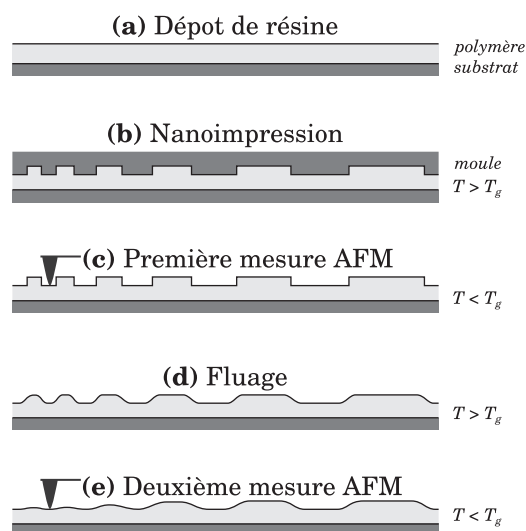 (a) Dépot de résine
polymère
substrat
(b) Nanoimpression
moule
T > Tg
(c) Première mesure AFM
T < Tg
(d) Fluage
T > Tg
(e) Deuxième mesure AFM
T < Tg